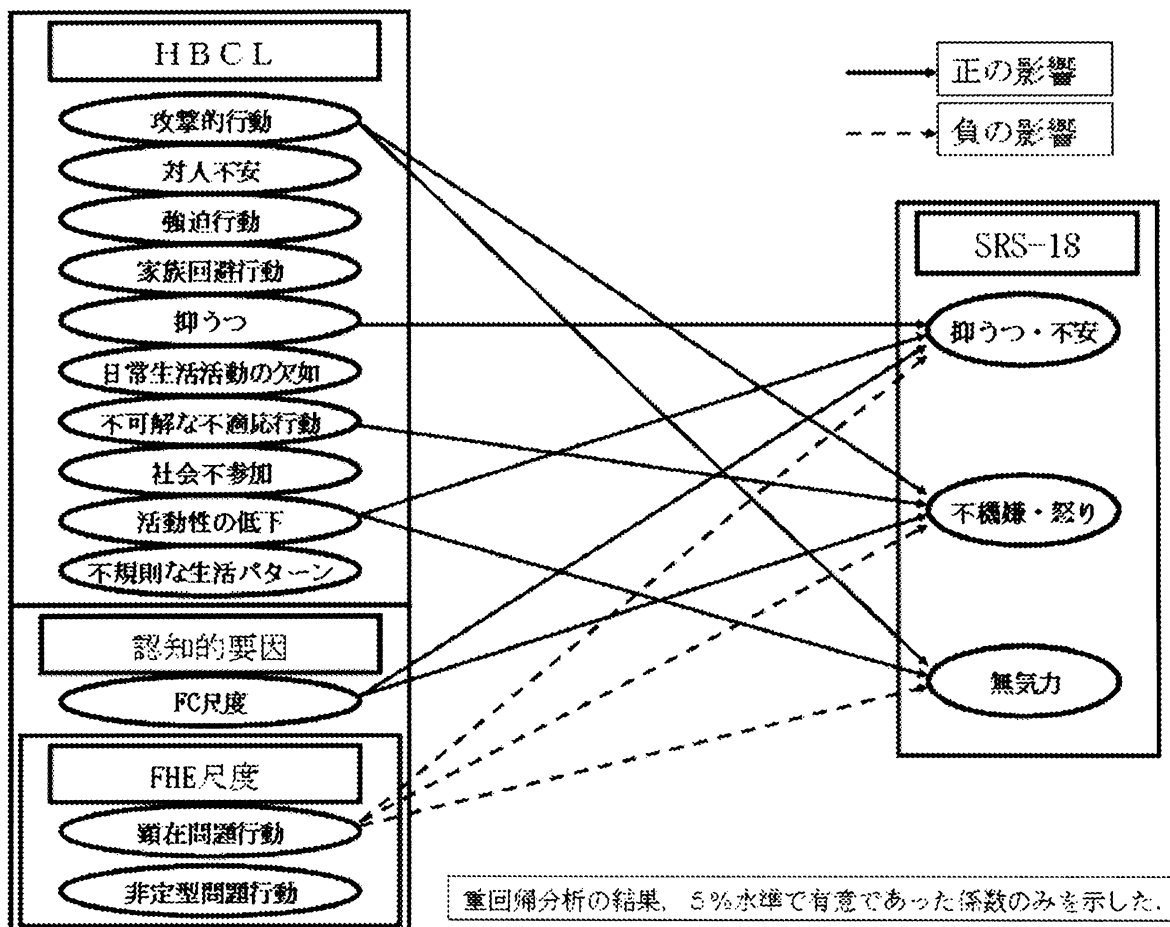 HBCL
攻撃的行動
対人不安
強迫行動
家族回避行動
抑うつ
日常生活活動の欠如
不可解な不適応行動
社会不参加
活動性の低下
不規則な生活パターン
認知的要因
FC尺度
FHE尺度
顕在問題行動
非定型問題行動
正の影響
負の影響
SRS-18
抑うつ・不安
不機嫌・怒り
無気力
重回帰分析の結果，5%水準で有意であった係数のみを示した．